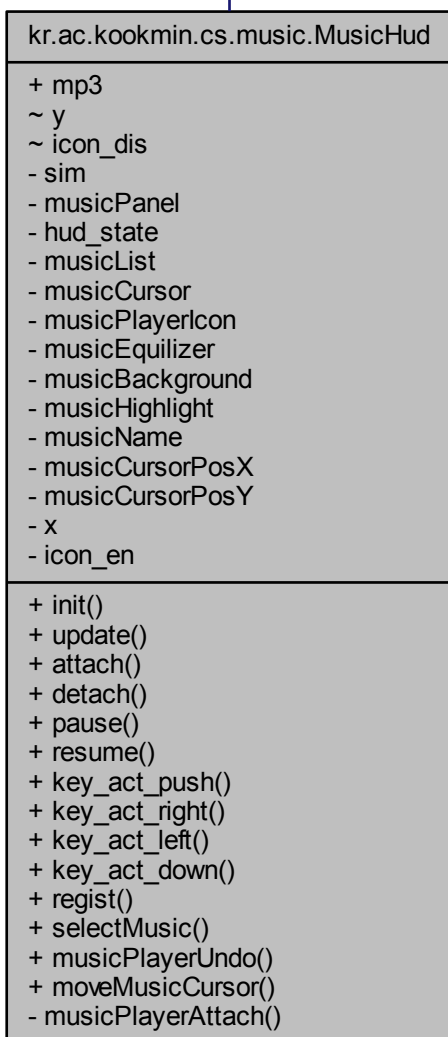 kr.ac.kookmin.cs.music.MusicHud
+ mp3
~ y
~ icon_dis
- sim
- musicPanel
- hud_state
- musicList
- musicCursor
- musicPlayerIcon
- musicEquilizer
- musicBackground
- musicHighlight
- musicName
- musicCursorPosX
- musicCursorPosY
- x
- icon_en
+ init()
+ update()
+ attach()
+ detach()
+ pause()
+ resume()
+ key_act_push()
+ key_act_right()
+ key_act_left()
+ key_act_down()
+ regist()
+ selectMusic()
+ musicPlayerUndo()
+ moveMusicCursor()
- musicPlayerAttach()